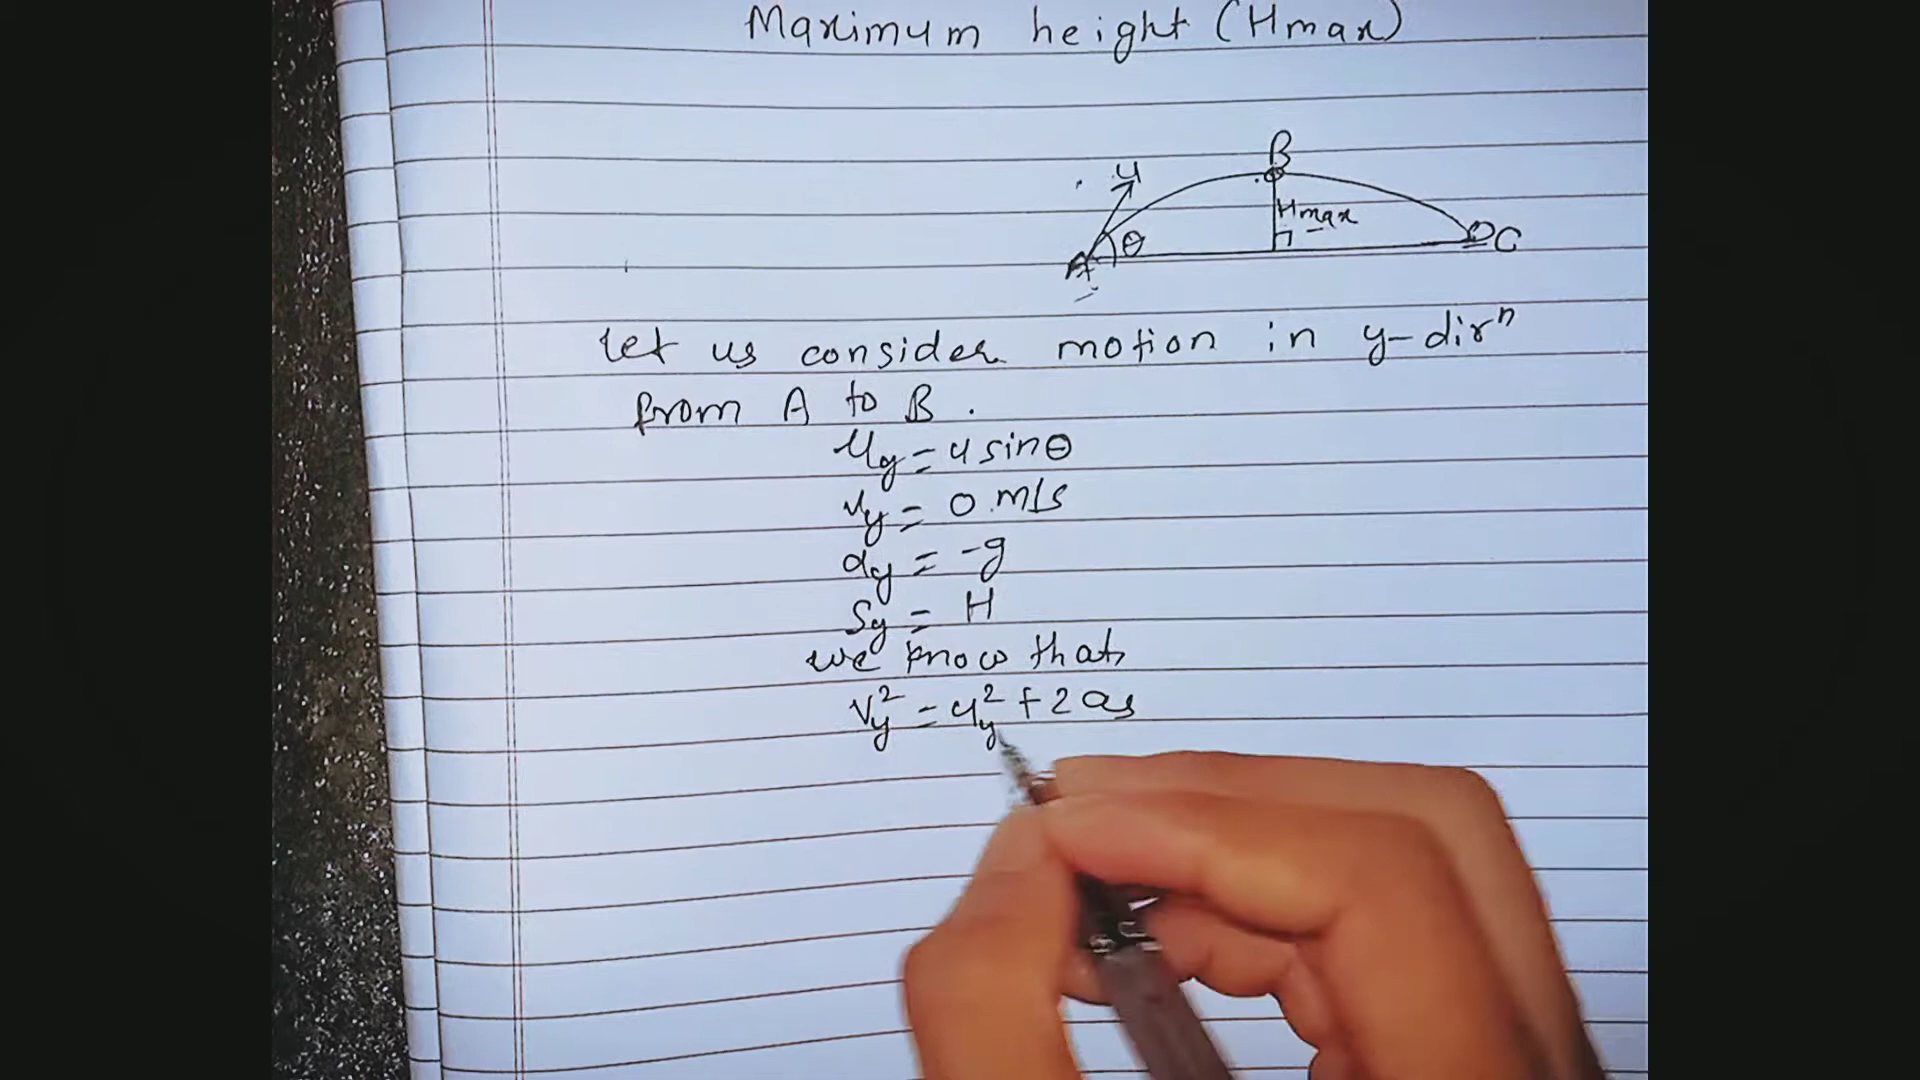 Maximum height (Hmax)
B
u
Hmax
θ
A
C
Let us consider motion in y-dirⁿ
from A to B.
uy = u sinθ
vy = 0 m/s
ay = -g
Sy = H
we know that,
Vy² = uy² + 2as